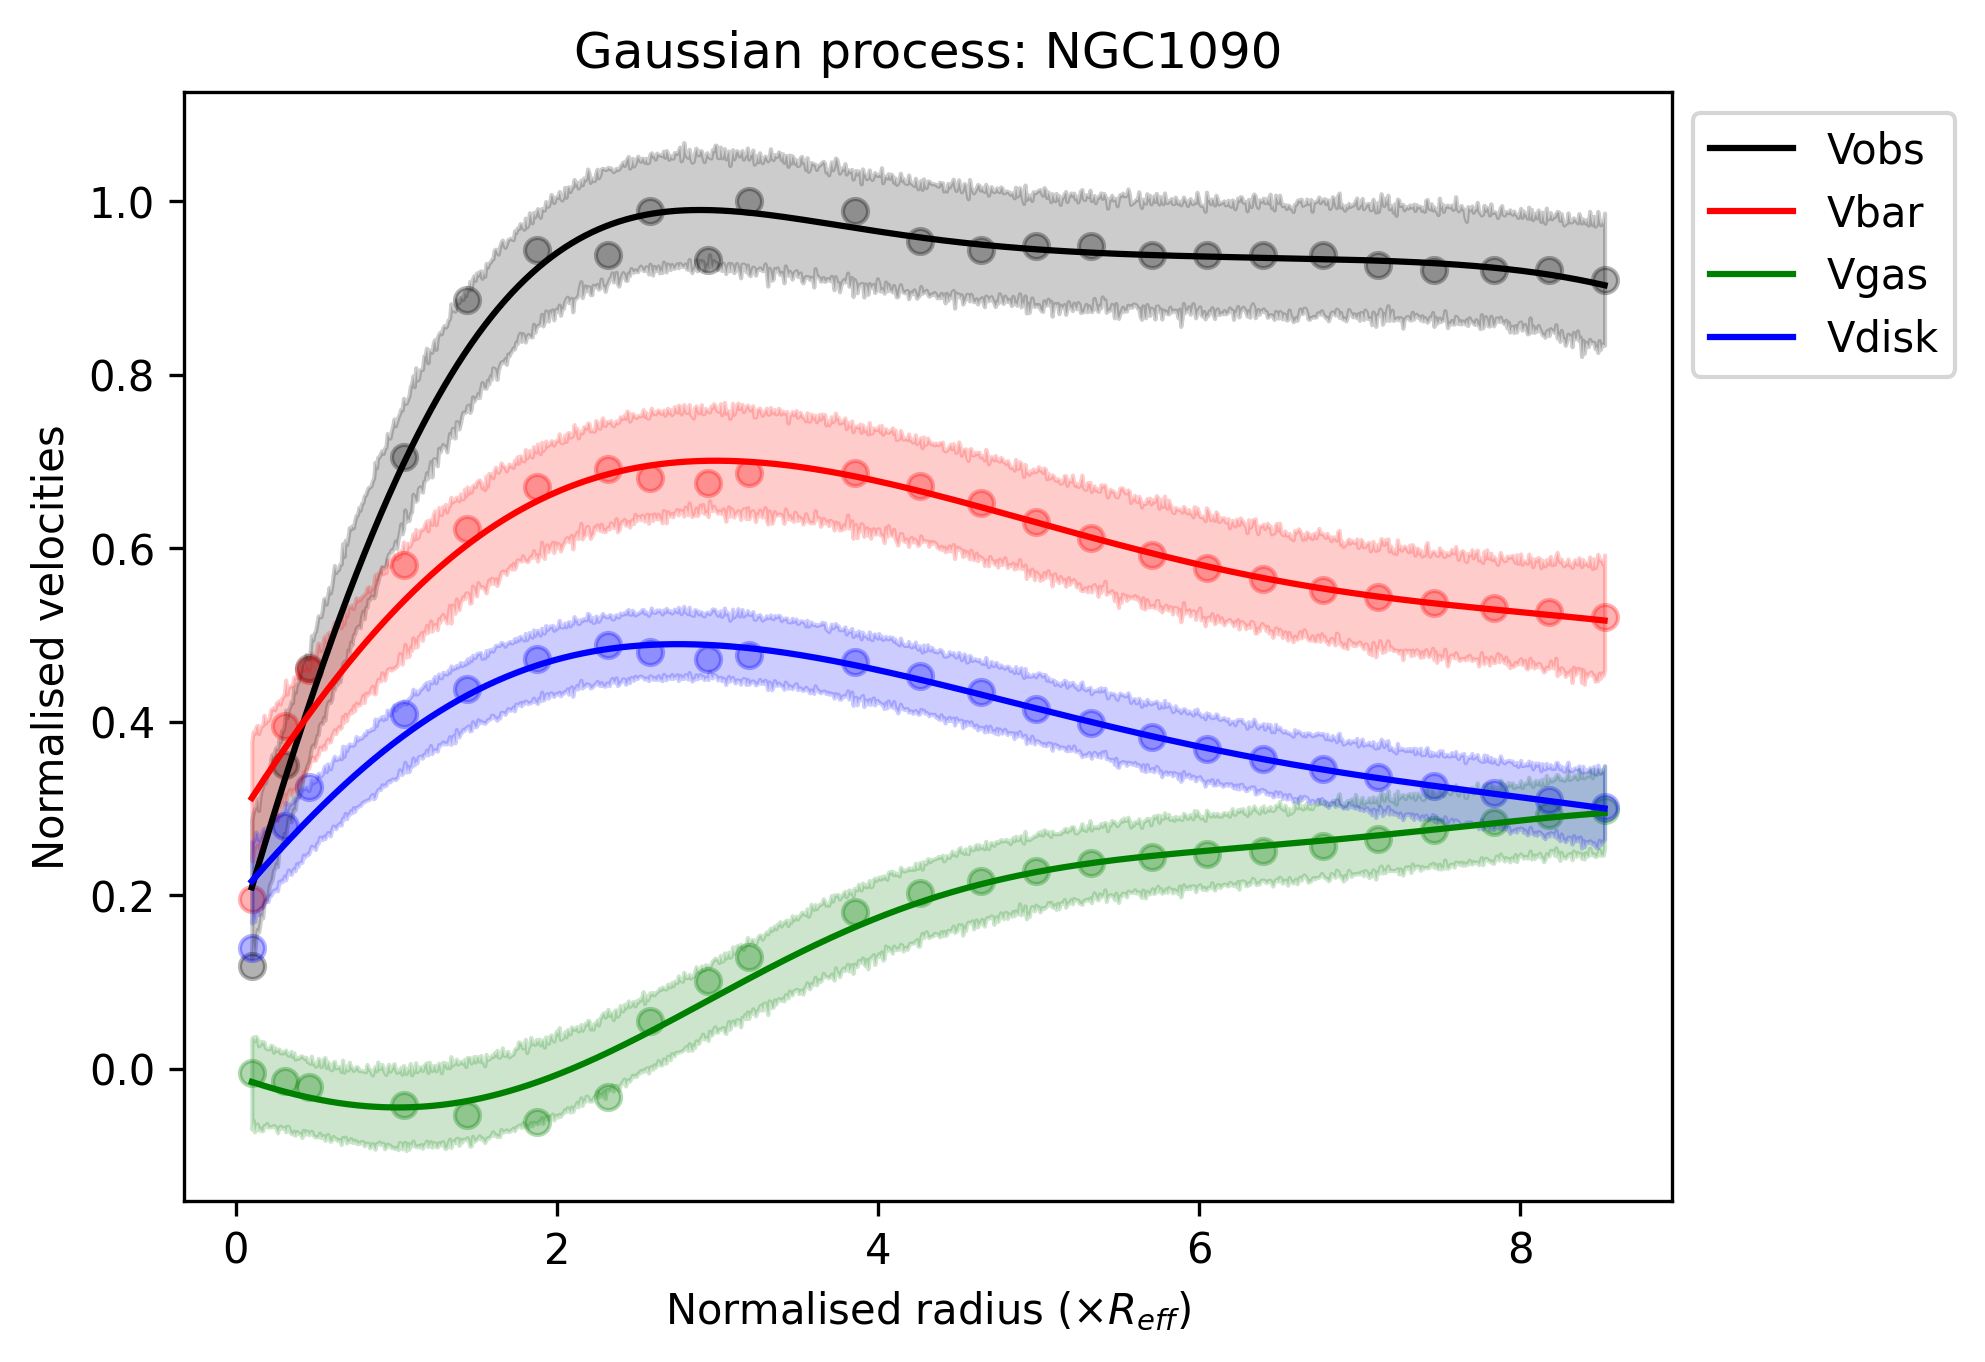 Gaussian process: NGC1090
Vobs
Vbar
Vgas
Vdisk
Normalised velocities
1.0
0.8
0.6
0.4
0.2
0.0
0 2 4 6 8
Normalised radius (×R_eff)